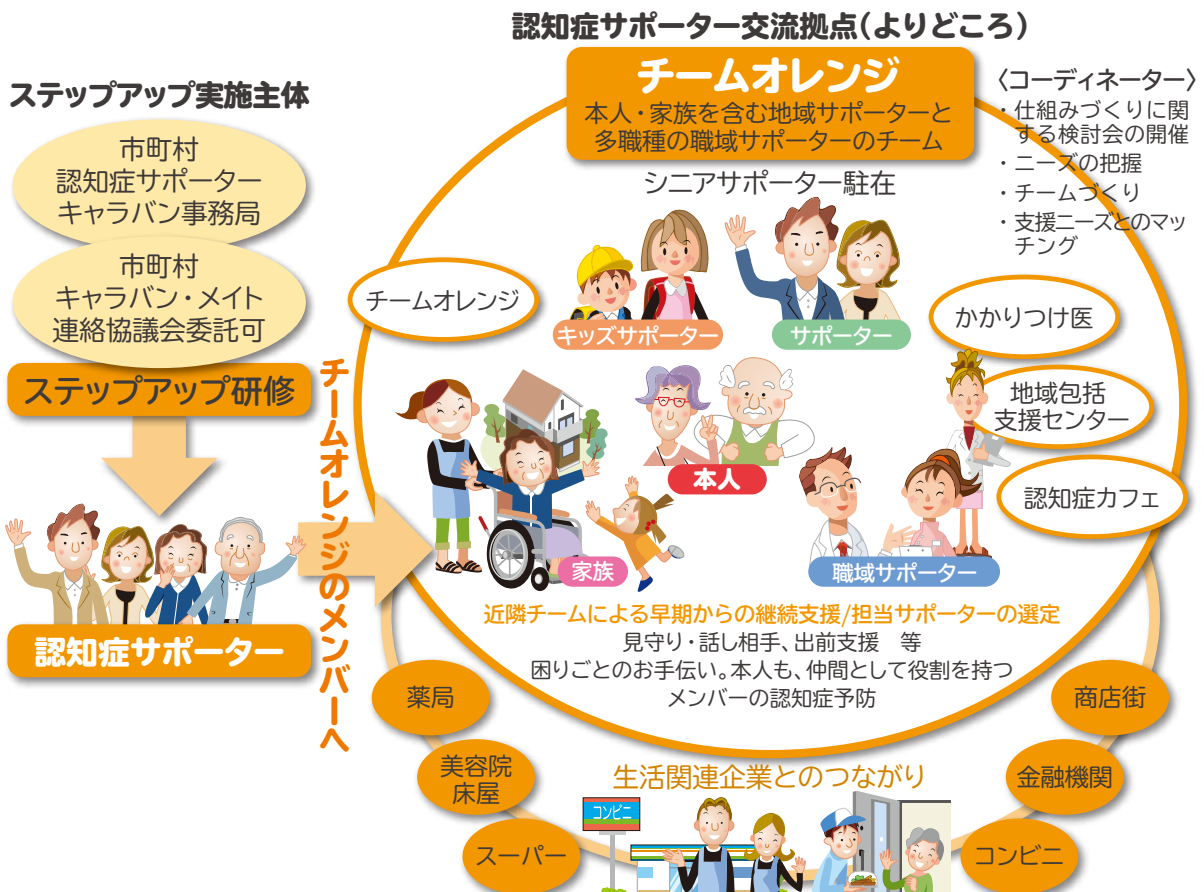 認知症サポーター交流拠点(よりどころ)
ステップアップ実施主体
市町村
認知症サポーター
キャラバン事務局
市町村
キャラバン・メイト
連絡協議会委託可
ステップアップ研修
認知症サポーター
チームオレンジのメンバーへ
チームオレンジ
本人・家族を含む地域サポーターと
多職種の職域サポーターのチーム
シニアサポーター駐在
〈コーディネーター〉
・仕組みづくりに関
する検討会の開催
・ニーズの把握
・チームづくり
・支援ニーズとのマッ
チング
チームオレンジ
キッズサポーター
サポーター
かかりつけ医
地域包括
支援センター
認知症カフェ
本人
家族
職域サポーター
近隣チームによる早期からの継続支援/担当サポーターの選定
見守り・話し相手、出前支援　等
困りごとのお手伝い。本人も、仲間として役割を持つ
メンバーの認知症予防
薬局
美容院
床屋
スーパー
生活関連企業とのつながり
コンビニ
商店街
金融機関
コンビニ